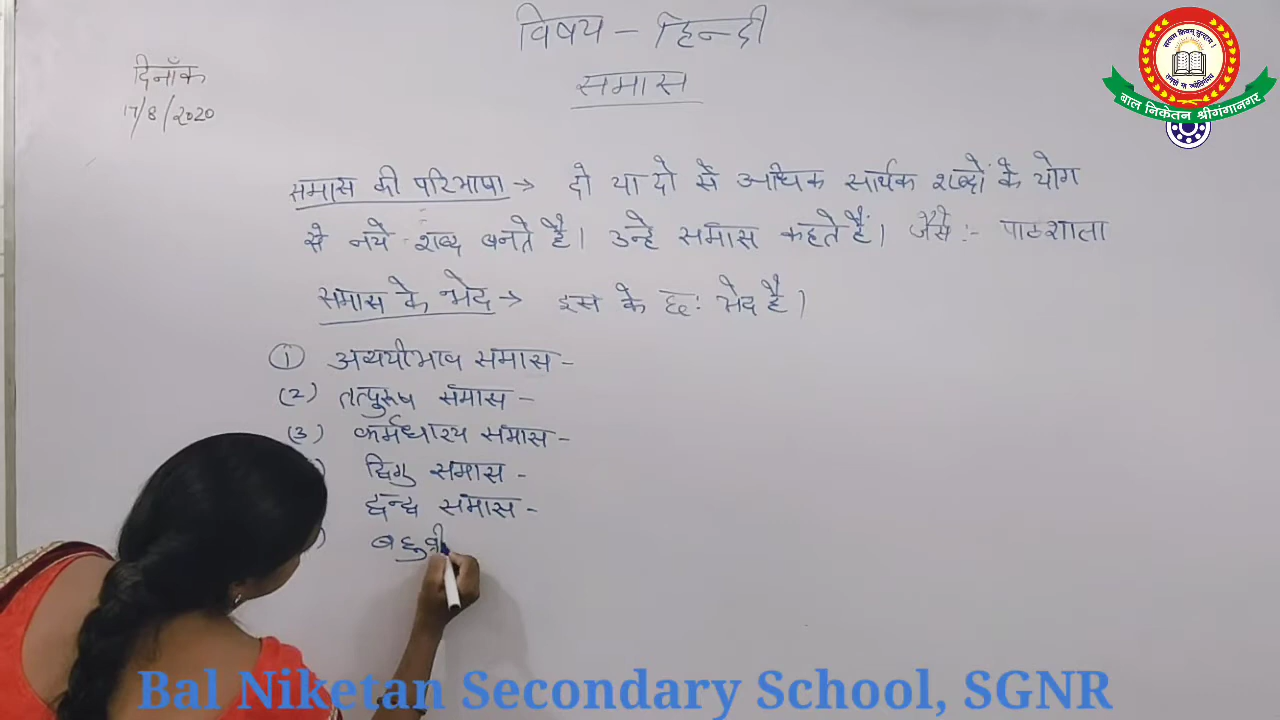 विषय - हिन्दी
समास
दिनाँक
17/8/2020
समास की परिभाषा → दो या दो से अधिक सार्थक शब्दों के योग
से नये शब्द बनते है। उन्हे समास कहते हैं। जैसे :- पाठशाला
समास के भेद → इस के छः भेद है।
① अव्ययीभाव समास -
(2) तत्पुरूष समास -
(3) कर्मधारय समास -
द्विगु समास -
द्वन्द्व समास -
बहुव्री
बाल निकेतन श्रीगंगानगर
Bal Niketan Secondary School, SGNR